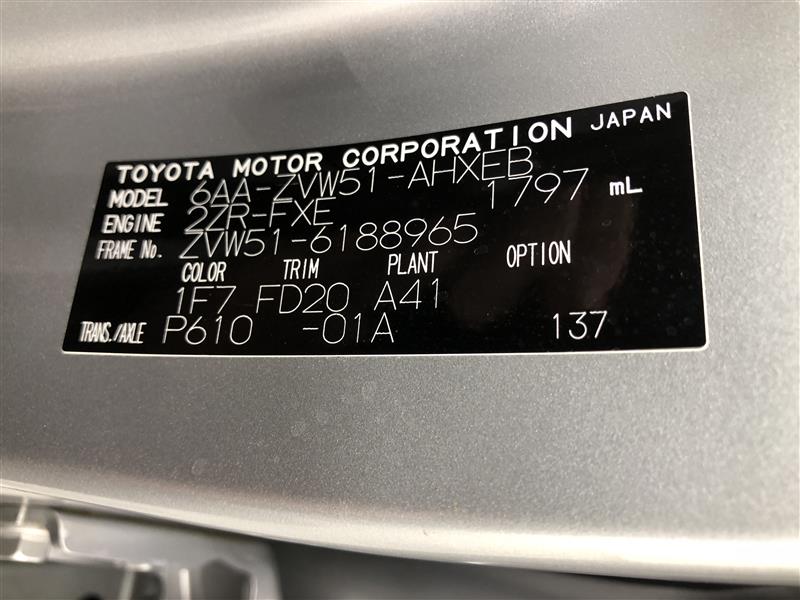 TOYOTA MOTOR CORPORATION JAPAN
MODEL 6AA-ZVW51-AHXEB
ENGINE 2ZR-FXE 1797 mL
FRAME No. ZVW51-6188965
COLOR TRIM PLANT OPTION
1F7 FD20 A41
TRANS./AXLE P610 -01A 137